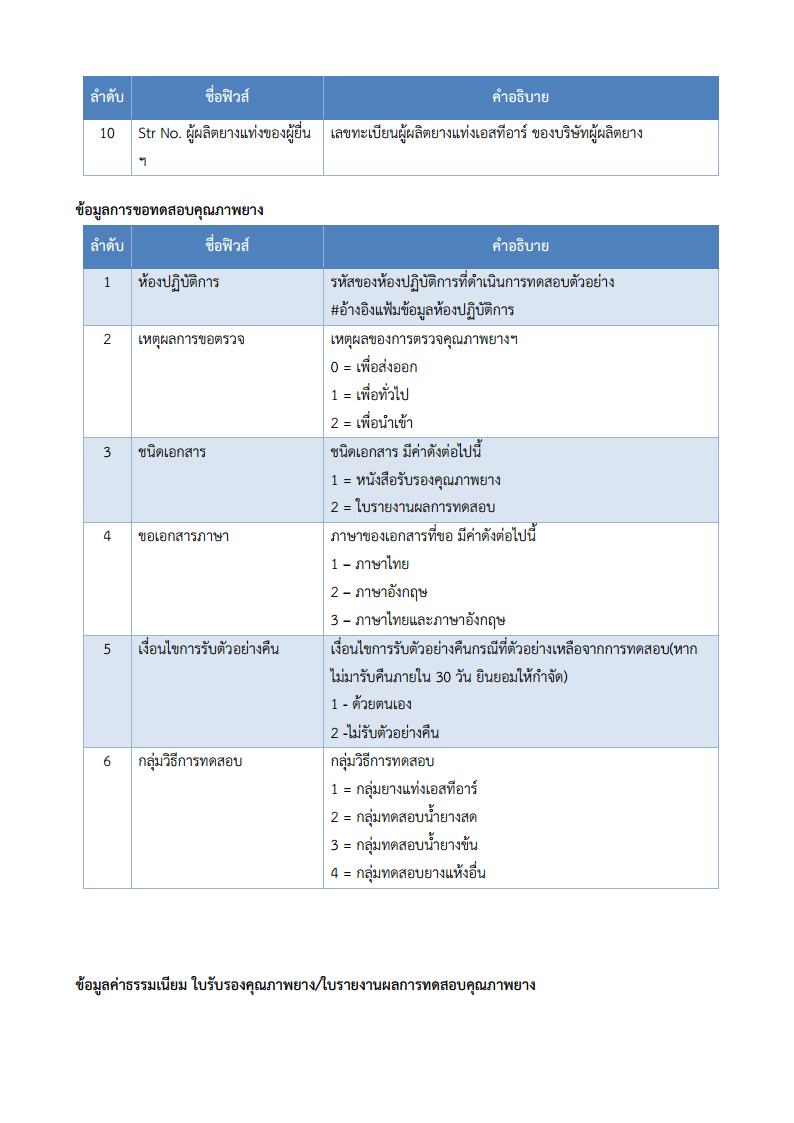 ลำดับ ชื่อฟิวส์ คำอธิบาย
10 Str No. ผู้ผลิตยางแท่งของผู้ยื่น เลขทะเบียนผู้ผลิตยางแท่งเอสทีอาร์ ของบริษัทผู้ผลิตยาง
ฯ
ข้อมูลการขอทดสอบคุณภาพยาง
ลำดับ ชื่อฟิวส์ คำอธิบาย
1 ห้องปฏิบัติการ รหัสของห้องปฏิบัติการที่ดำเนินการทดสอบตัวอย่าง
#อ้างอิงแฟ้มข้อมูลห้องปฏิบัติการ
2 เหตุผลการขอตรวจ เหตุผลของการตรวจคุณภาพยางฯ
0 = เพื่อส่งออก
1 = เพื่อทั่วไป
2 = เพื่อนำเข้า
3 ชนิดเอกสาร ชนิดเอกสาร มีค่าดังต่อไปนี้
1 = หนังสือรับรองคุณภาพยาง
2 = ใบรายงานผลการทดสอบ
4 ขอเอกสารภาษา ภาษาของเอกสารที่ขอ มีค่าดังต่อไปนี้
1 – ภาษาไทย
2 – ภาษาอังกฤษ
3 – ภาษาไทยและภาษาอังกฤษ
5 เงื่อนไขการรับตัวอย่างคืน เงื่อนไขการรับตัวอย่างคืนกรณีที่ตัวอย่างเหลือจากการทดสอบ(หาก
ไม่มารับคืนภายใน 30 วัน ยินยอมให้กำจัด)
1 - ด้วยตนเอง
2 -ไม่รับตัวอย่างคืน
6 กลุ่มวิธีการทดสอบ กลุ่มวิธีการทดสอบ
1 = กลุ่มยางแท่งเอสทีอาร์
2 = กลุ่มทดสอบน้ำยางสด
3 = กลุ่มทดสอบน้ำยางข้น
4 = กลุ่มทดสอบยางแห้งอื่น
ข้อมูลค่าธรรมเนียม ใบรับรองคุณภาพยาง/ใบรายงานผลการทดสอบคุณภาพยาง